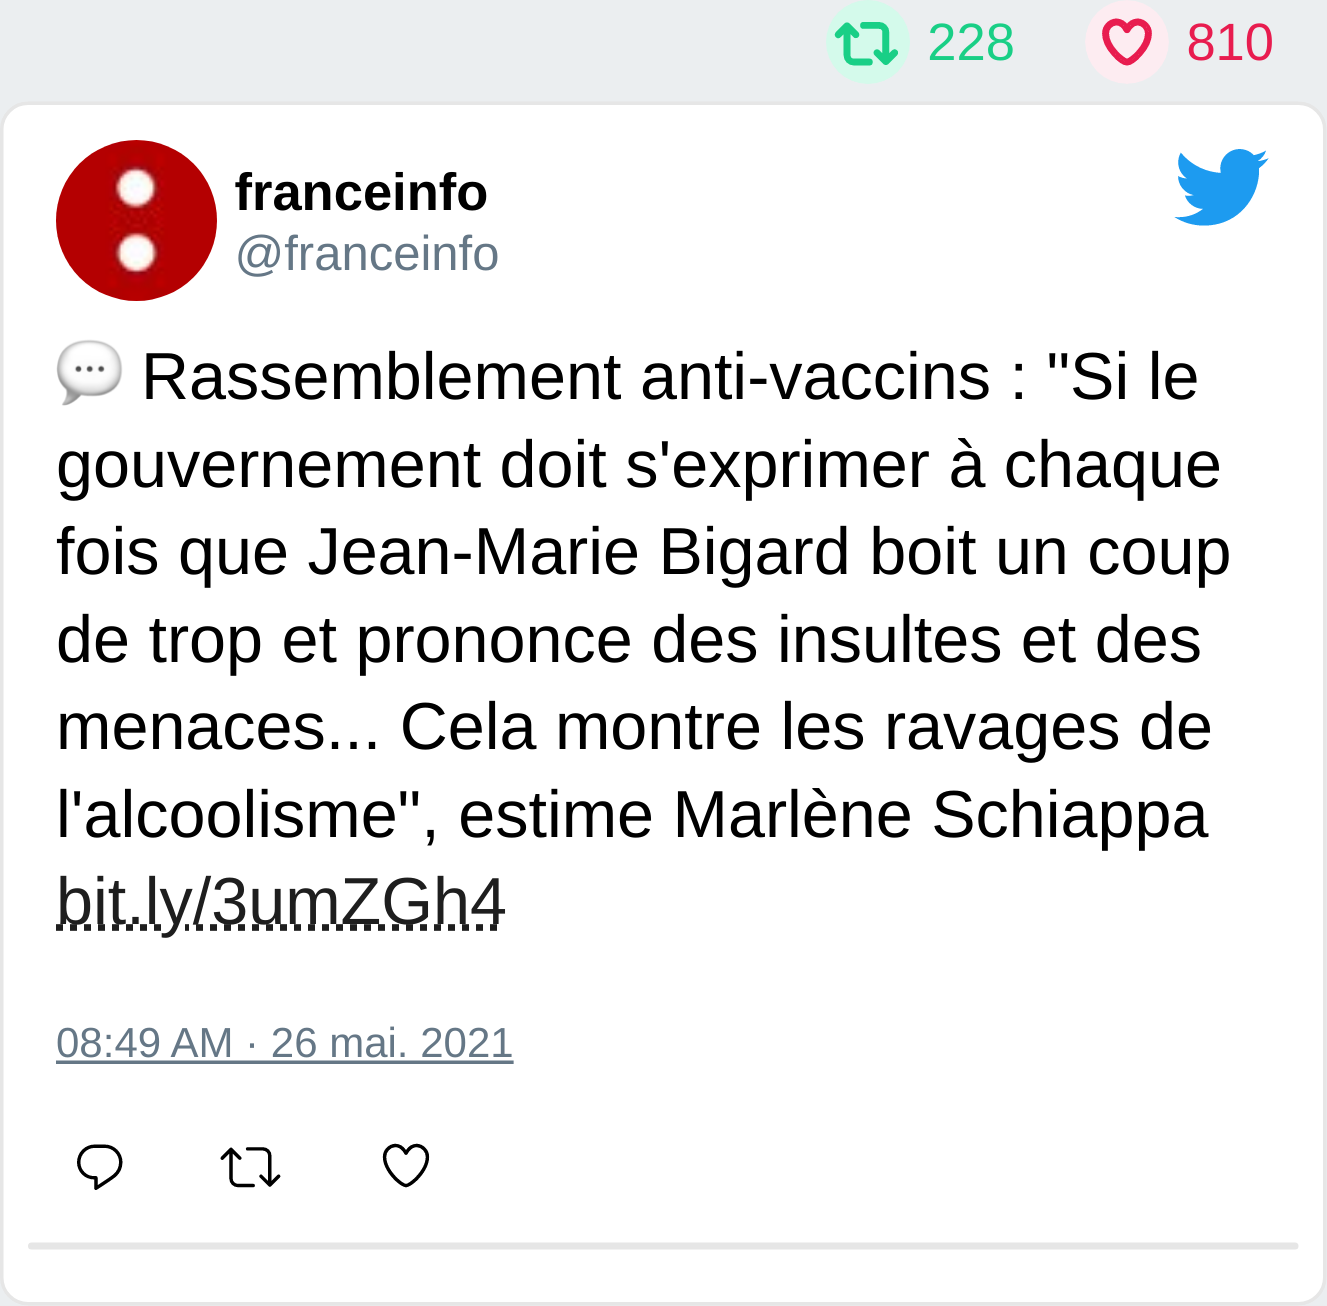 228 810
franceinfo
@franceinfo
💬 Rassemblement anti-vaccins : "Si le
gouvernement doit s'exprimer à chaque
fois que Jean-Marie Bigard boit un coup
de trop et prononce des insultes et des
menaces... Cela montre les ravages de
l'alcoolisme", estime Marlène Schiappa
bit.ly/3umZGh4
08:49 AM · 26 mai. 2021